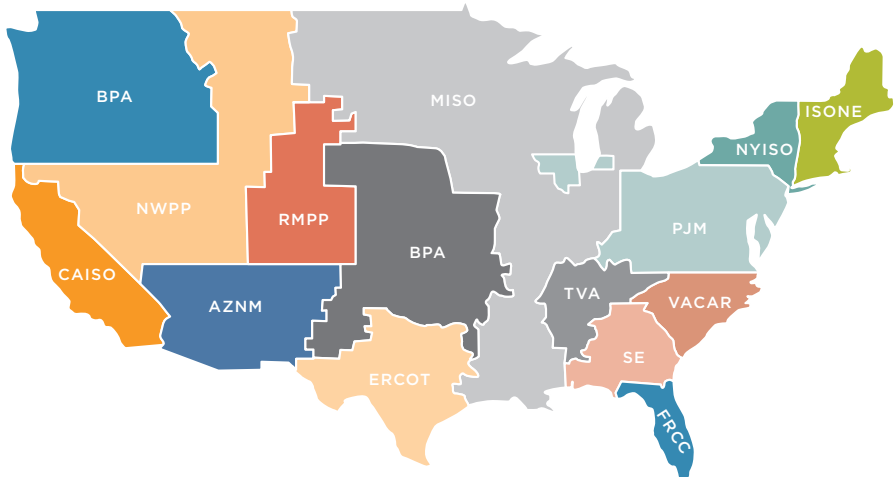 BPA
MISO
ISONE
NYISO
NWPP
RMPP
PJM
BPA
CAISO
AZNM
TVA
VACAR
SE
ERCOT
FRCC